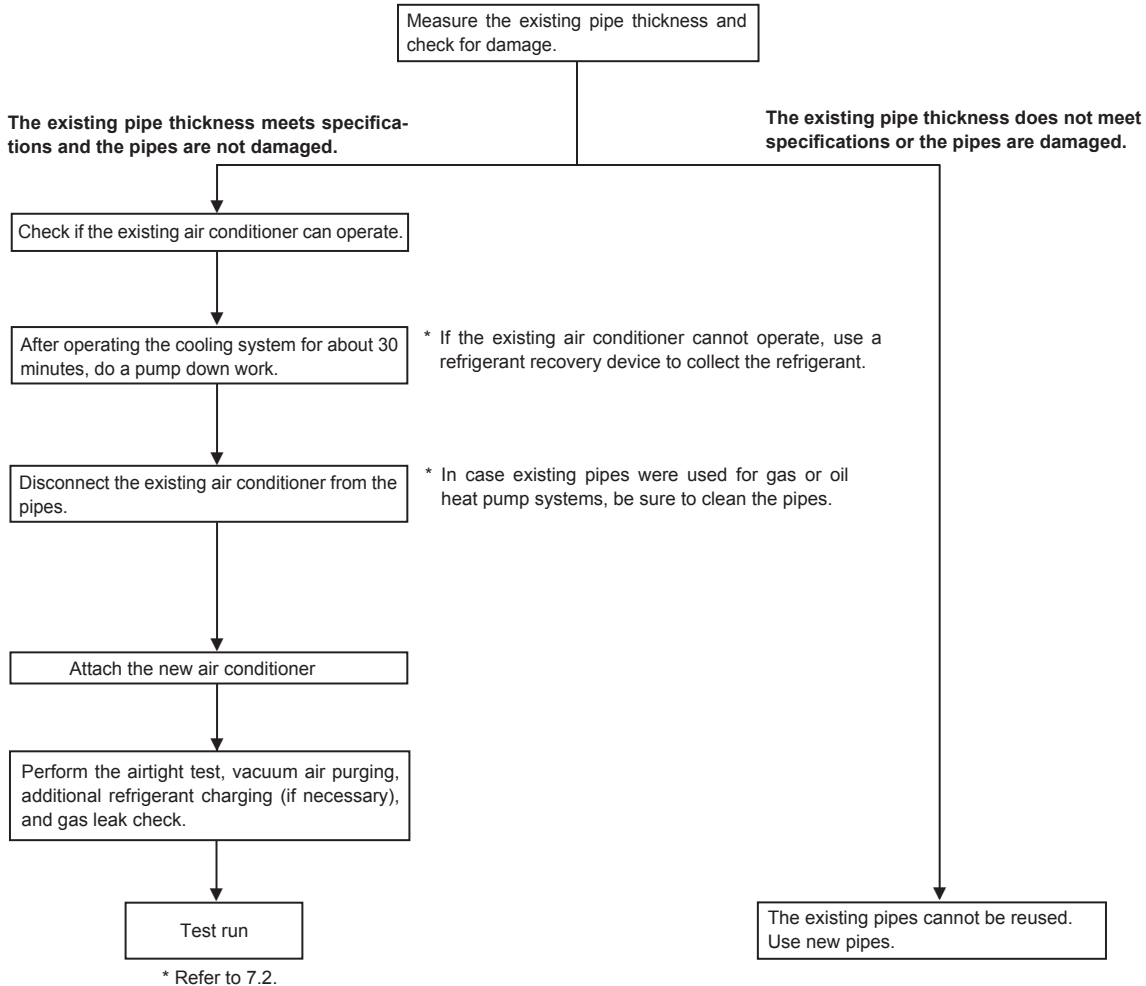 Measure the existing pipe thickness and
check for damage.
The existing pipe thickness meets specifica-
tions and the pipes are not damaged.
The existing pipe thickness does not meet
specifications or the pipes are damaged.
Check if the existing air conditioner can operate.
After operating the cooling system for about 30
minutes, do a pump down work.
* If the existing air conditioner cannot operate, use a
refrigerant recovery device to collect the refrigerant.
Disconnect the existing air conditioner from the
pipes.
* In case existing pipes were used for gas or oil
heat pump systems, be sure to clean the pipes.
Attach the new air conditioner
Perform the airtight test, vacuum air purging,
additional refrigerant charging (if necessary),
and gas leak check.
Test run
* Refer to 7.2.
The existing pipes cannot be reused.
Use new pipes.